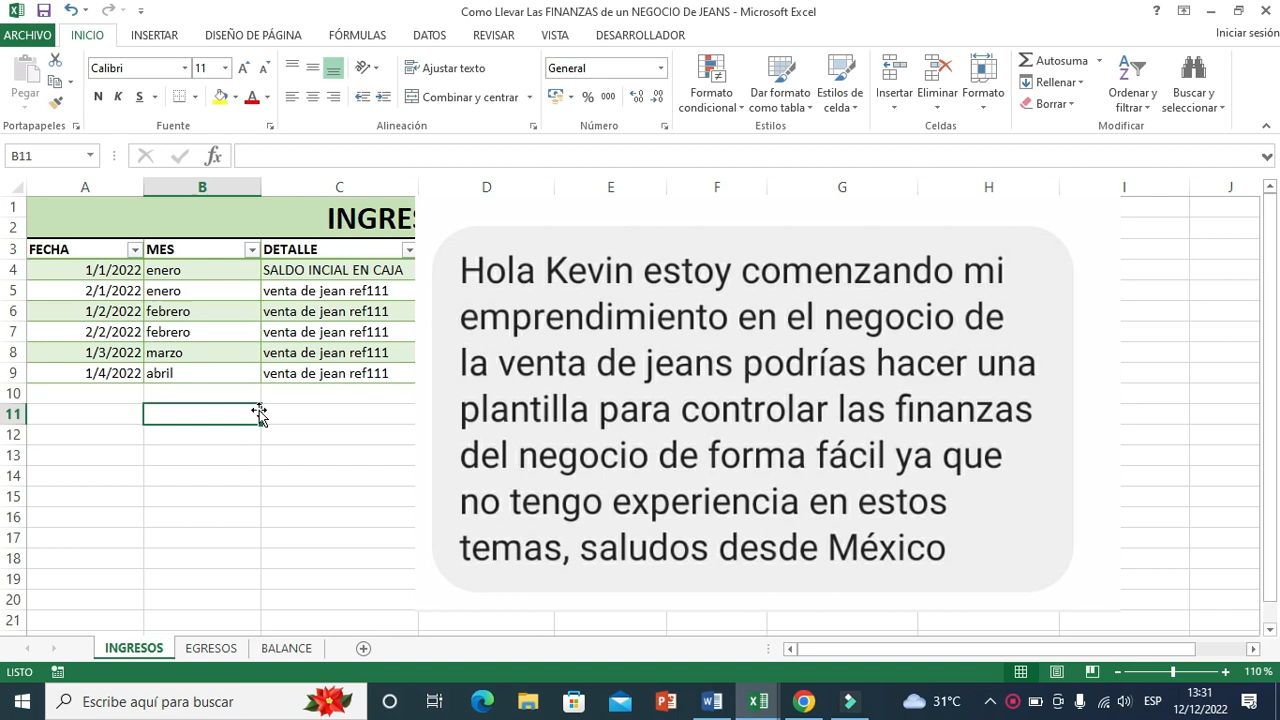 Como Llevar Las FINANZAS de un NEGOCIO De JEANS - Microsoft Excel
ARCHIVO INICIO INSERTAR DISEÑO DE PÁGINA FÓRMULAS DATOS REVISAR VISTA DESARROLLADOR Iniciar sesión
Pegar
Portapapeles
Calibri 11
N K S
Fuente
Ajustar texto
Combinar y centrar
Alineación
General
% 000
Número
Formato condicional
Dar formato como tabla
Estilos de celda
Estilos
Insertar Eliminar Formato
Celdas
Autosuma
Rellenar
Borrar
Ordenar y filtrar
Buscar y seleccionar
Modificar
B11 fx
A B C D E F G H I J
1
2 INGRES
3 FECHA MES DETALLE
4 1/1/2022 enero SALDO INCIAL EN CAJA
5 2/1/2022 enero venta de jean ref111
6 1/2/2022 febrero venta de jean ref111
7 2/2/2022 febrero venta de jean ref111
8 1/3/2022 marzo venta de jean ref111
9 1/4/2022 abril venta de jean ref111
10
11
12
13
14
15
16
17
18
19
20
21
Hola Kevin estoy comenzando mi
emprendimiento en el negocio de
la venta de jeans podrías hacer una
plantilla para controlar las finanzas
del negocio de forma fácil ya que
no tengo experiencia en estos
temas, saludos desde México
INGRESOS EGRESOS BALANCE
LISTO 110 %
Escribe aquí para buscar
31°C ESP
13:31
12/12/2022